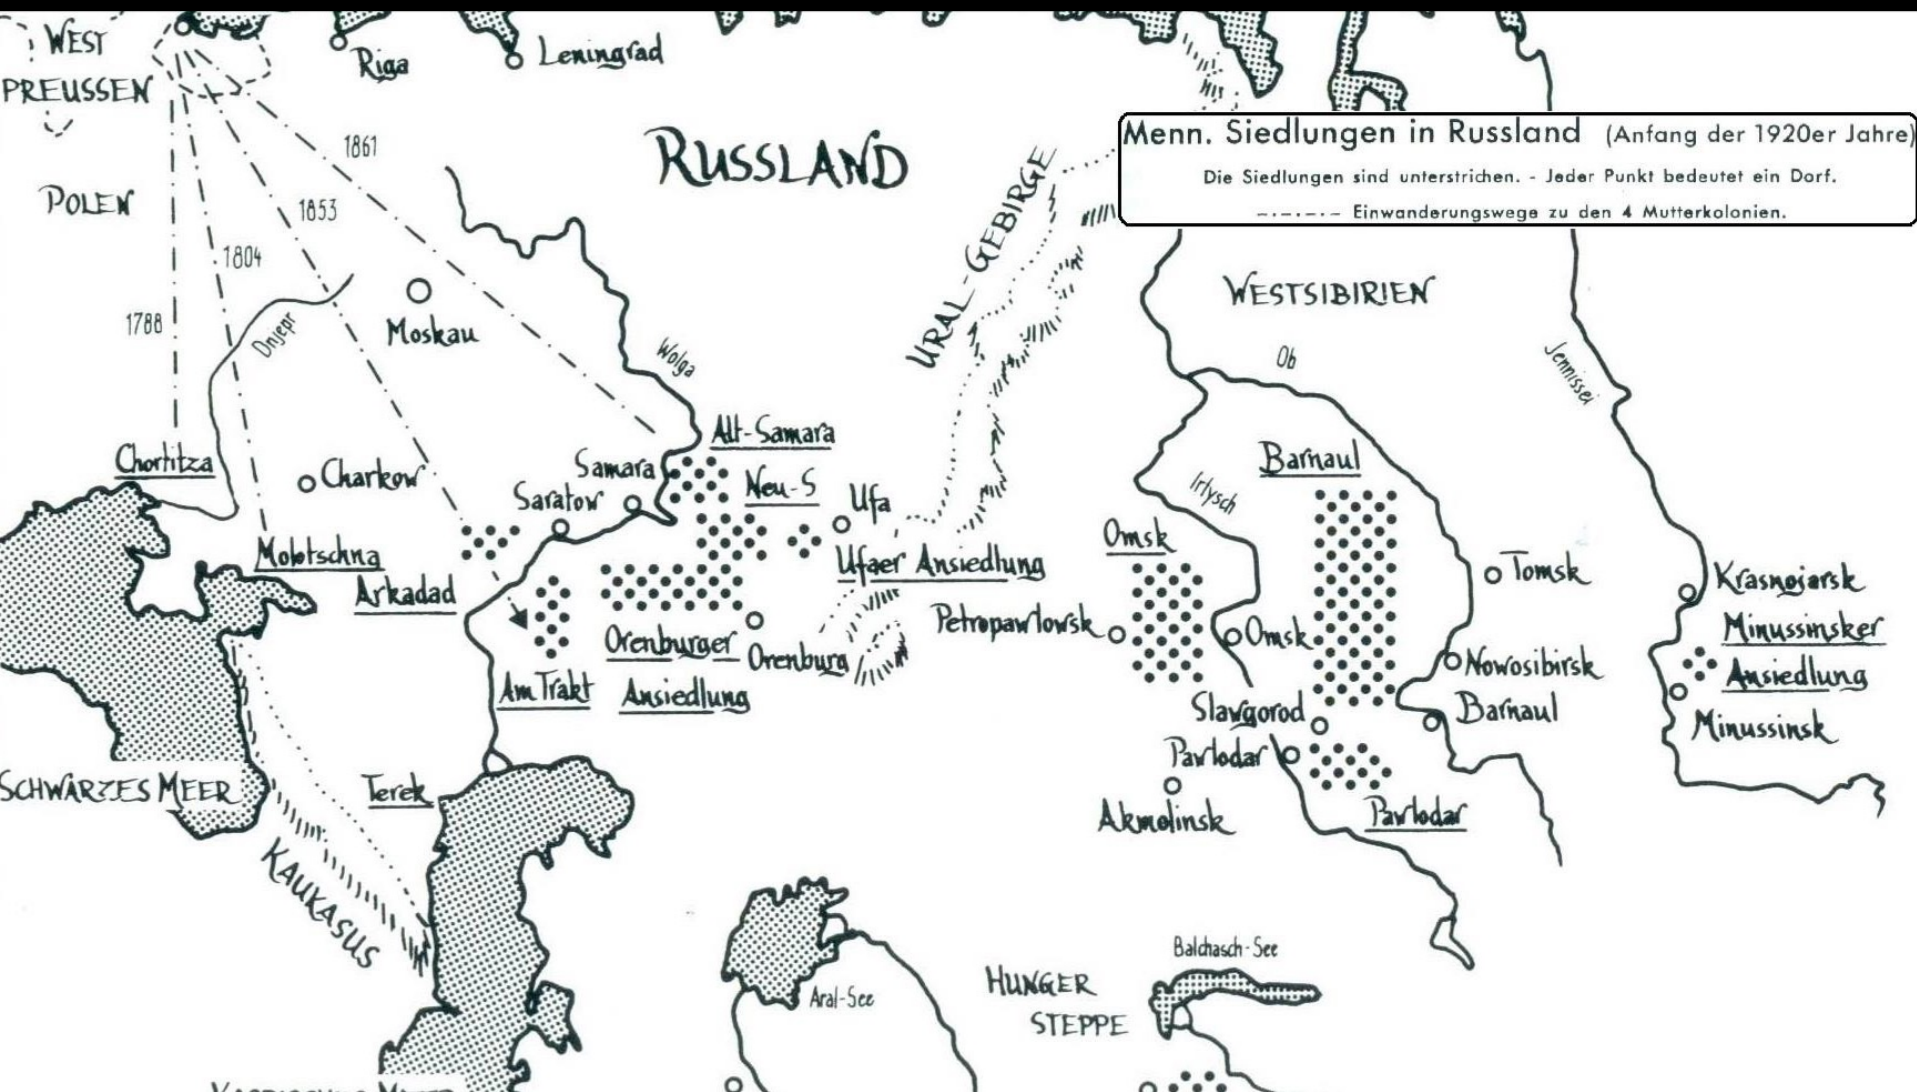 WEST
PREUSSEN
Riga
Leningrad
Menn. Siedlungen in Russland (Anfang der 1920er Jahre)
Die Siedlungen sind unterstrichen. - Jeder Punkt bedeutet ein Dorf.
Einwanderungswege zu den 4 Mutterkolonien.
RUSSLAND
POLEN
1861
1853
1804
1788
Dnjepr
Moskau
Wolga
URAL-GEBIRGE
WESTSIBIRIEN
Ob
Jennissei
Chortitza
Charkow
Alt-Samara
Samara
Neu-S
Saratow
Ufa
Barnaul
Irtysch
Omsk
Molotschna
Arkadad
Ufaer Ansiedlung
Tomsk
Krasnojarsk
Petropawlowsk
Omsk
Minussinsker
Ansiedlung
Orenburger
Ansiedlung
Orenburg
Nowosibirsk
Am Trakt
Slawgorod
Barnaul
Minussinsk
Pawlodar
SCHWARZES MEER
Terek
Akmolinsk
Pawlodar
KAUKASUS
Aral-See
Balchasch-See
HUNGER
STEPPE